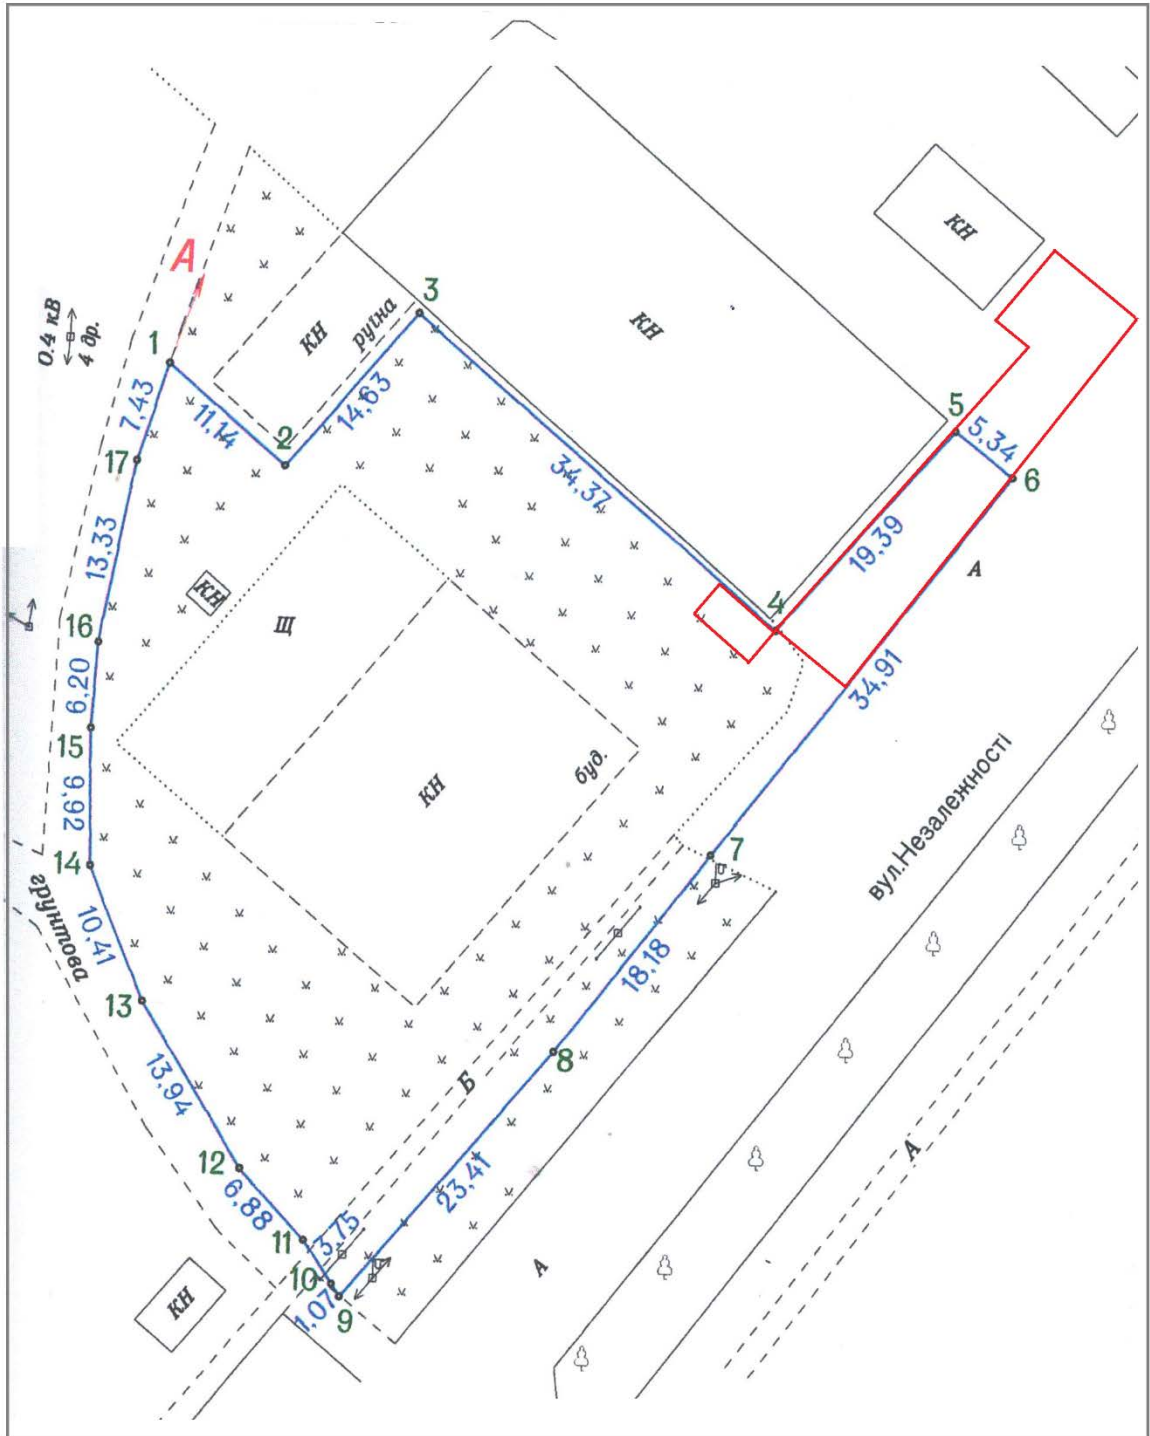 КН
А
3
руїна
КН
КН
0.4 кВ
4 др.
1
7,43
11,14
2
14,63
5
5,34
6
17
34,37
19,39
А
13,33
КН
4
Щ
16
6,20
34,91
15
буд.
КН
вул.Незалежності
9,92
14
7
ґрунтова
10,41
18,18
13
8
Б
13,94
12
А
6,88
23,41
3,75
11
10
А
1,07
9
КН